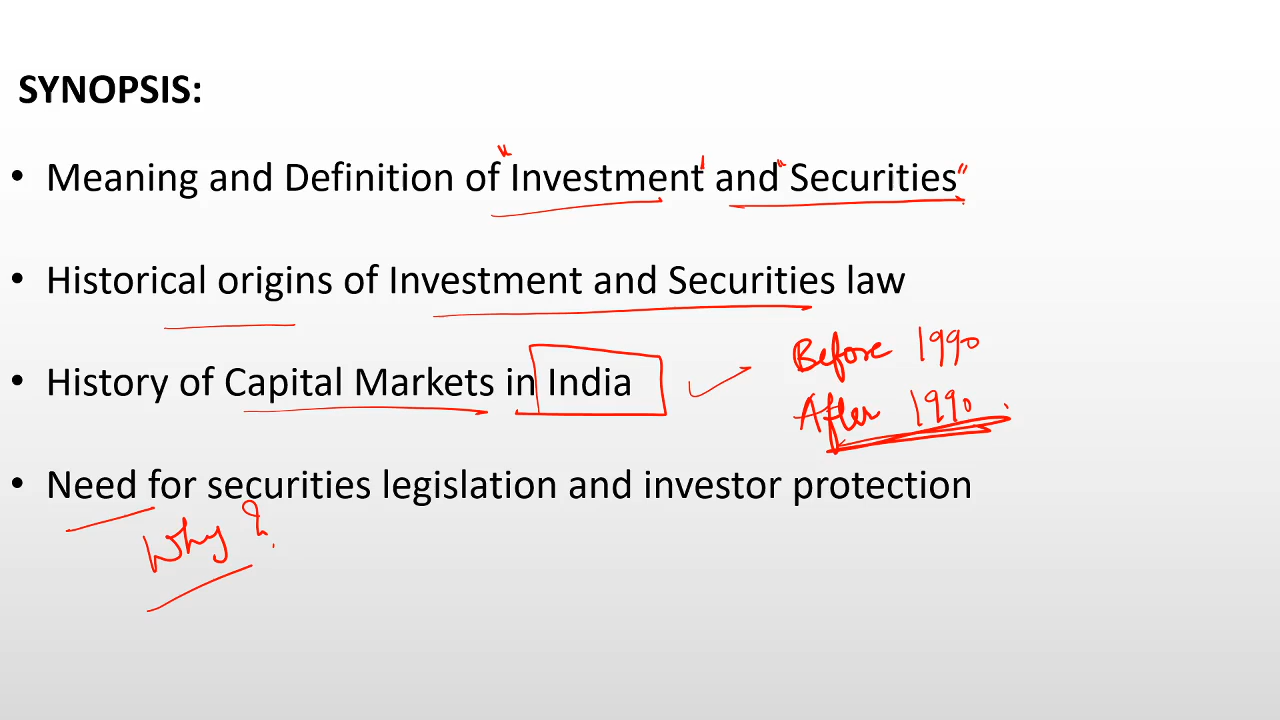 SYNOPSIS:
• Meaning and Definition of "Investment' and "Securities"
• Historical origins of Investment and Securities law
Before 1990
• History of Capital Markets in India
After 1990.
• Need for securities legislation and investor protection
Why?